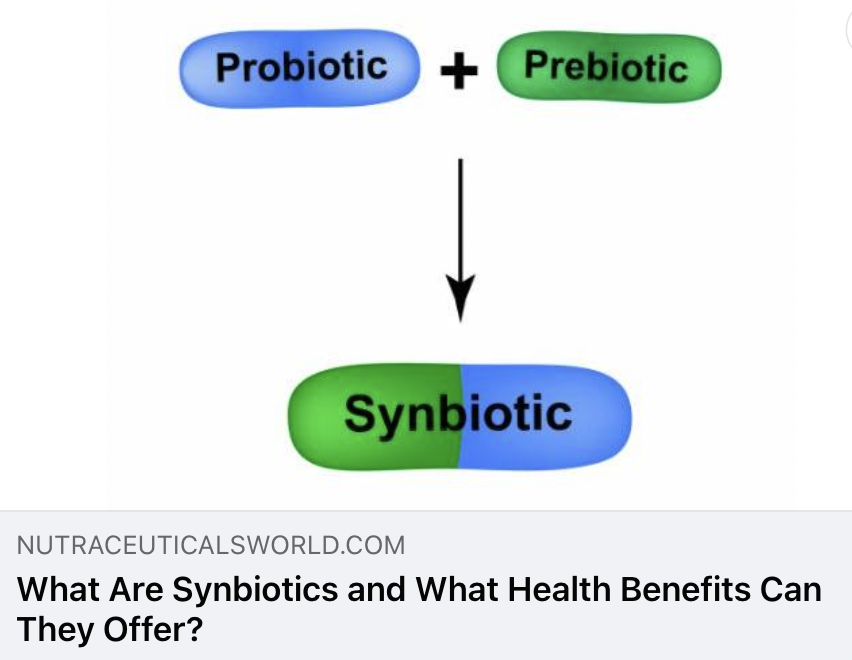 Probiotic + Prebiotic
Synbiotic
NUTRACEUTICALSWORLD.COM
What Are Synbiotics and What Health Benefits Can
They Offer?